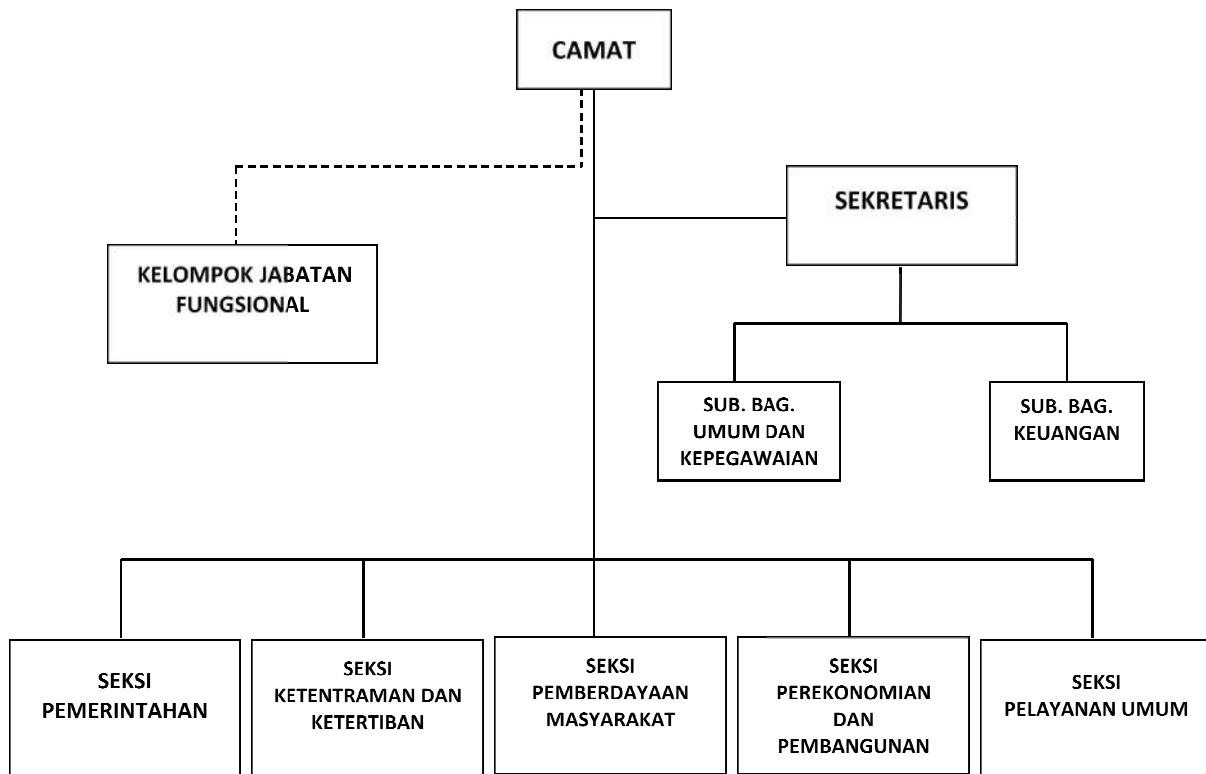 CAMAT
SEKRETARIS
KELOMPOK JABATAN
FUNGSIONAL
SUB. BAG.
UMUM DAN
KEPEGAWAIAN
SUB. BAG.
KEUANGAN
SEKSI
PEMERINTAHAN
SEKSI
KETENTRAMAN DAN
KETERTIBAN
SEKSI
PEMBERDAYAAN
MASYARAKAT
SEKSI
PEREKONOMIAN
DAN
PEMBANGUNAN
SEKSI
PELAYANAN UMUM